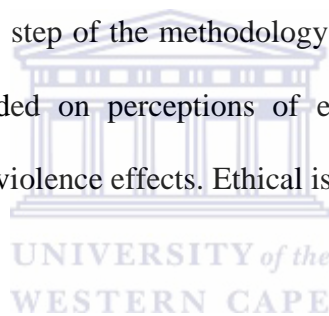 step of the methodology
ded on perceptions of e
violence effects. Ethical is
UNIVERSITY of the
WESTERN CAPE